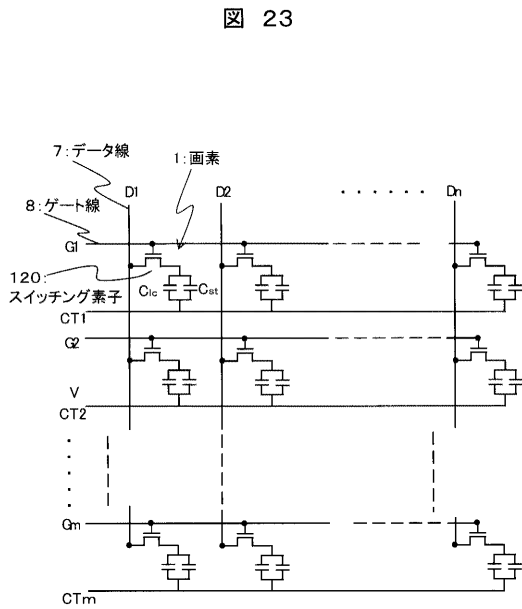 図 23
7:データ線
1:画素
D1
D2
· · · · · ·
Dn
8:ゲート線
G1
120:
スイッチング素子
Clc
Cst
CT1
G2
V
CT2
Gm
CTm